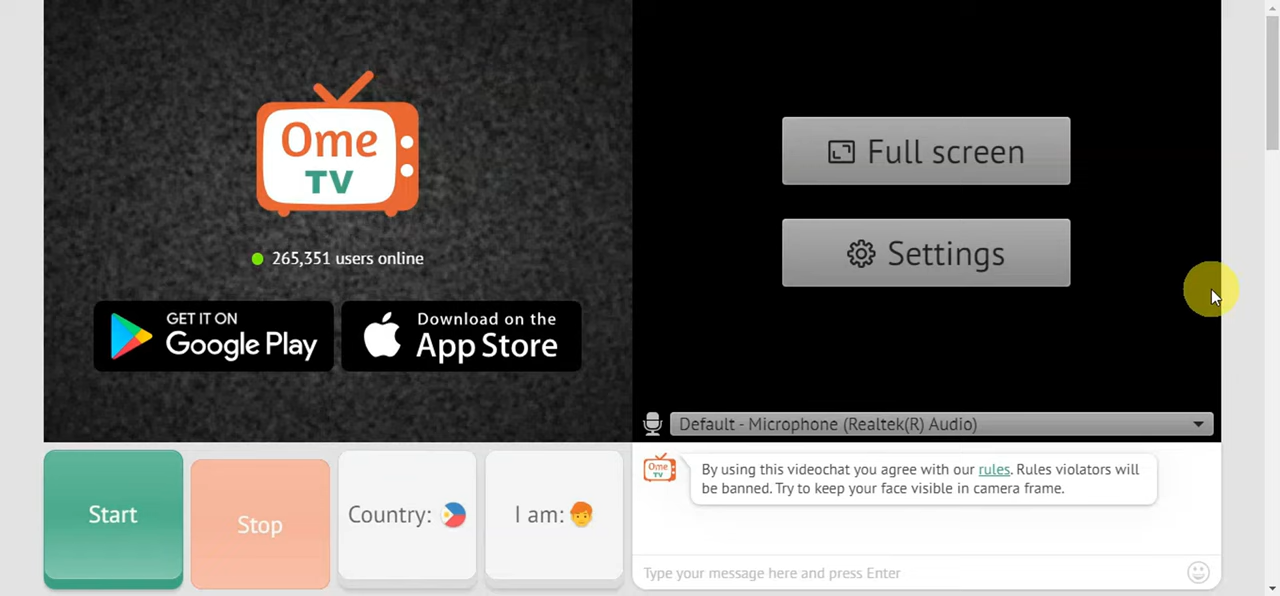 Ome
TV
265,351 users online
GET IT ON
Google Play
Download on the
App Store
Full screen
Settings
Default - Microphone (Realtek(R) Audio)
Start
Stop
Country:
I am:
Ome
TV
By using this videochat you agree with our rules. Rules violators will
be banned. Try to keep your face visible in camera frame.
Type your message here and press Enter